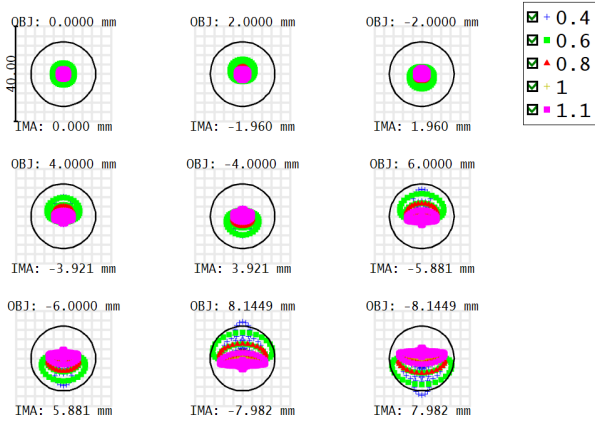 OBJ: 0.0000 mm
OBJ: 2.0000 mm
OBJ: -2.0000 mm
40.00
IMA: 0.000 mm
IMA: -1.960 mm
IMA: 1.960 mm
OBJ: 4.0000 mm
OBJ: -4.0000 mm
OBJ: 6.0000 mm
IMA: -3.921 mm
IMA: 3.921 mm
IMA: -5.881 mm
OBJ: -6.0000 mm
OBJ: 8.1449 mm
OBJ: -8.1449 mm
IMA: 5.881 mm
IMA: -7.982 mm
IMA: 7.982 mm
0.4
0.6
0.8
1
1.1